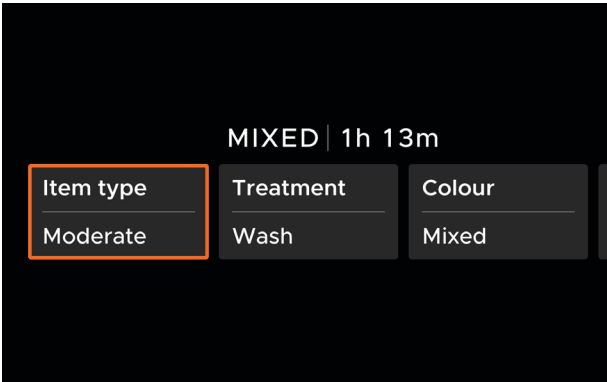 MIXED | 1h 13m
Item type
Moderate
Treatment
Wash
Colour
Mixed